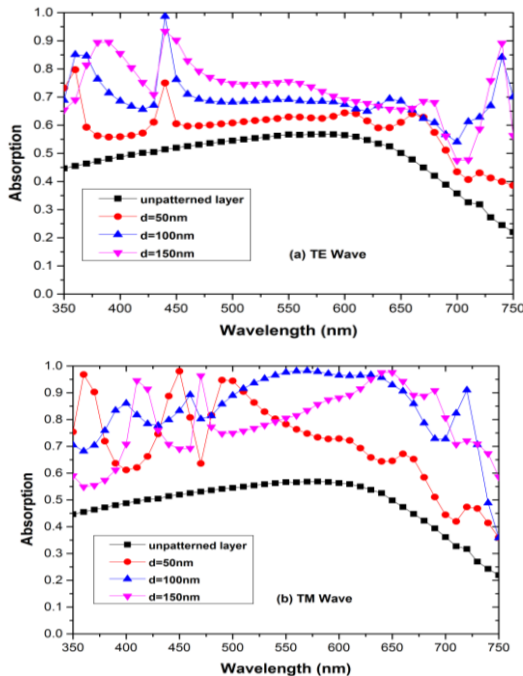 1.0
0.9
0.8
0.7
0.6
0.5
0.4
0.3
0.2
0.1
0.0
Absorption
unpatterned layer
d=50nm
d=100nm
d=150nm
(a) TE Wave
350 400 450 500 550 600 650 700 750
Wavelength (nm)
1.0
0.9
0.8
0.7
0.6
0.5
0.4
0.3
0.2
0.1
0.0
Absorption
unpatterned layer
d=50nm
d=100nm
d=150nm
(b) TM Wave
350 400 450 500 550 600 650 700 750
Wavelength (nm)